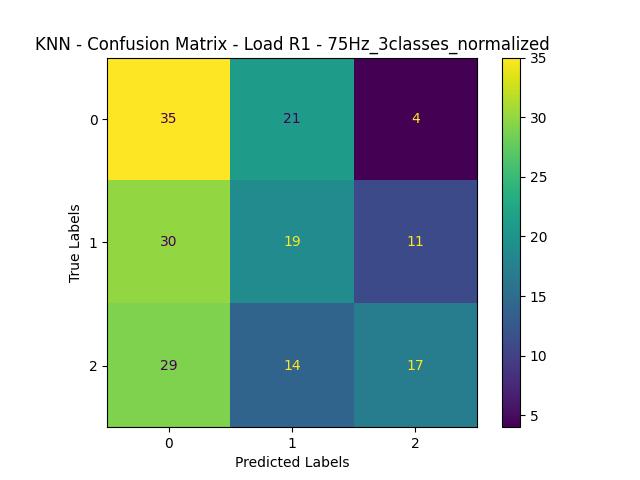 KNN - Confusion Matrix - Load R1 - 75Hz_3classes_normalized
0 35 21 4
1 30 19 11
2 29 14 17
0 1 2
Predicted Labels
True Labels
35
30
25
20
15
10
5